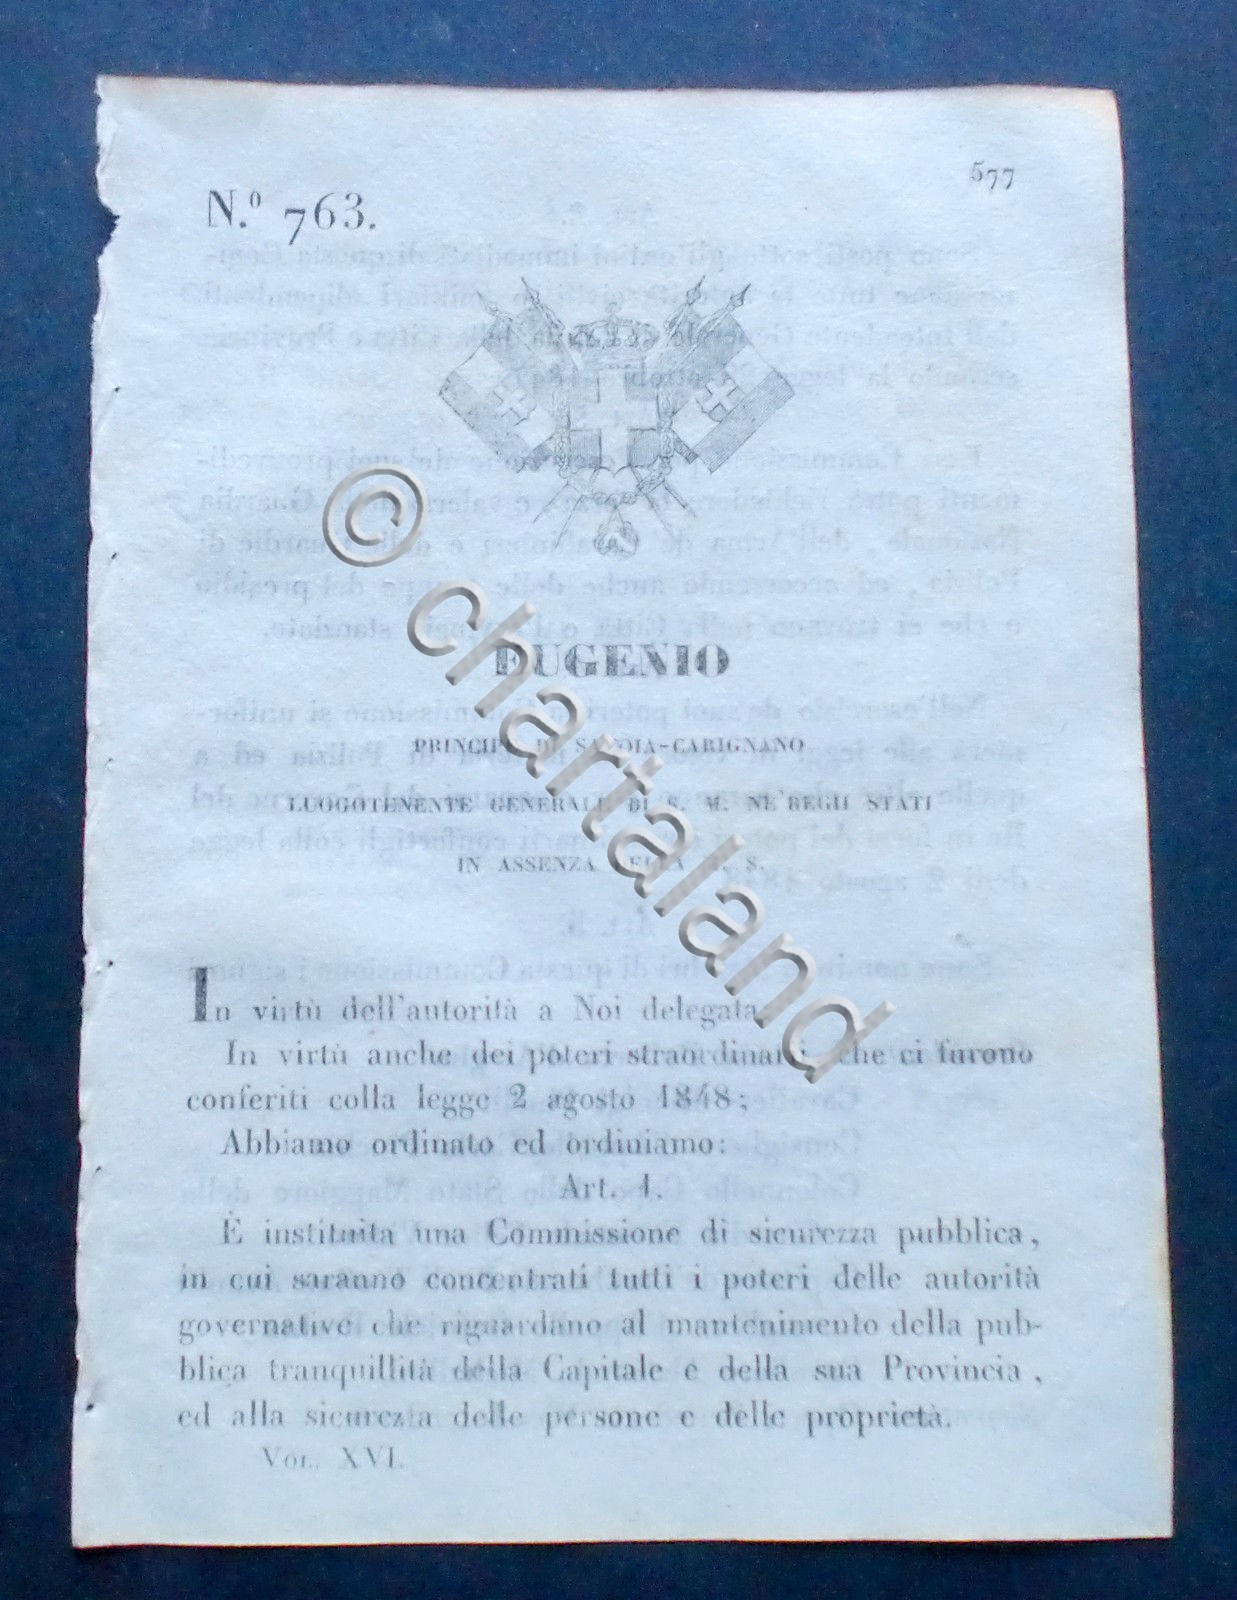 577
N.º 763.
EUGENIO
PRINCIPE DI SAVOIA-CARIGNANO
LUOGOTENENTE GENERALE DI S. M. NE'REGII STATI
IN ASSENZA DELLA M. S.
In virtù dell'autorità a Noi delegata,
In virtù anche dei poteri straordinarii che ci furono
conferiti colla legge 2 agosto 1848;
Abbiamo ordinato ed ordiniamo:
Art. 1.
È instituita una Commissione di sicurezza pubblica,
in cui saranno concentrati tutti i poteri delle autorità
governative che riguardano al mantenimento della pub-
blica tranquillità della Capitale e della sua Provincia,
ed alla sicurezza delle persone e delle proprietà.
Vol. XVI.
© chartaland